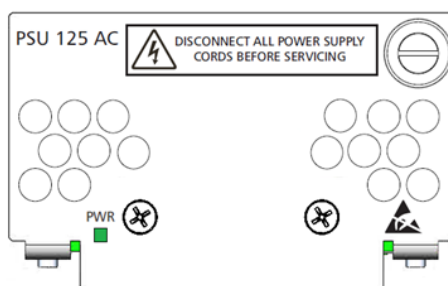 PSU 125 AC
DISCONNECT ALL POWER SUPPLY
CORDS BEFORE SERVICING
PWR